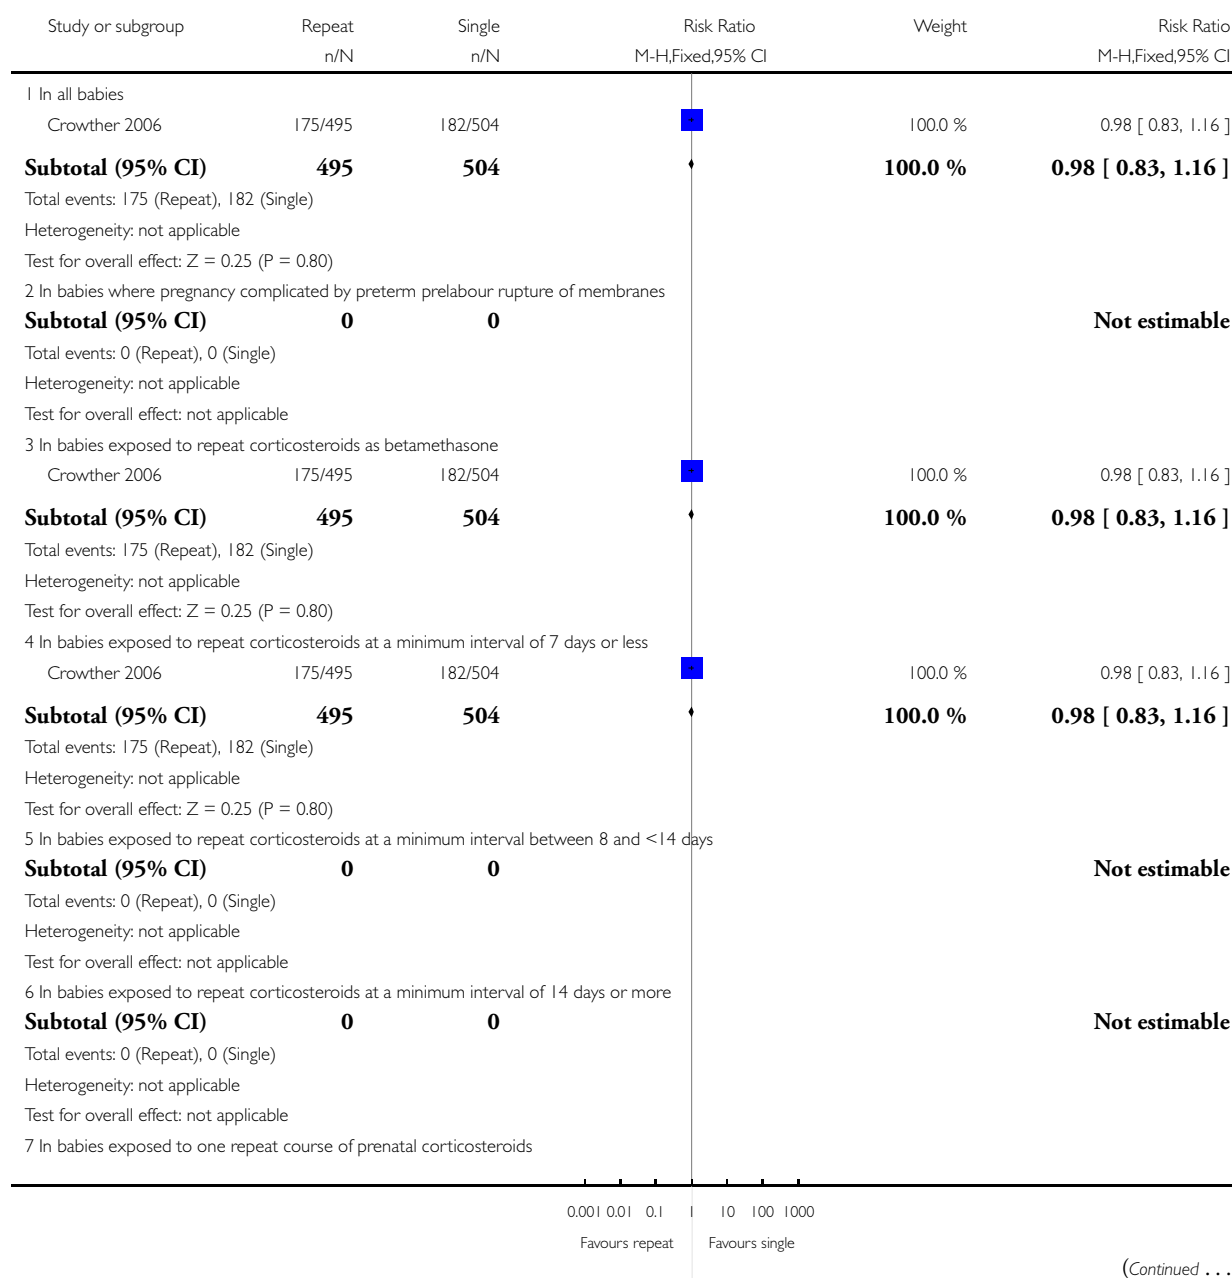 Study or subgroup Repeat Single Risk Ratio Weight Risk Ratio
n/N n/N M-H,Fixed,95% CI M-H,Fixed,95% CI
1 In all babies
Crowther 2006 175/495 182/504 100.0 % 0.98 [ 0.83, 1.16 ]
Subtotal (95% CI) 495 504 100.0 % 0.98 [ 0.83, 1.16 ]
Total events: 175 (Repeat), 182 (Single)
Heterogeneity: not applicable
Test for overall effect: Z = 0.25 (P = 0.80)
2 In babies where pregnancy complicated by preterm prelabour rupture of membranes
Subtotal (95% CI) 0 0 Not estimable
Total events: 0 (Repeat), 0 (Single)
Heterogeneity: not applicable
Test for overall effect: not applicable
3 In babies exposed to repeat corticosteroids as betamethasone
Crowther 2006 175/495 182/504 100.0 % 0.98 [ 0.83, 1.16 ]
Subtotal (95% CI) 495 504 100.0 % 0.98 [ 0.83, 1.16 ]
Total events: 175 (Repeat), 182 (Single)
Heterogeneity: not applicable
Test for overall effect: Z = 0.25 (P = 0.80)
4 In babies exposed to repeat corticosteroids at a minimum interval of 7 days or less
Crowther 2006 175/495 182/504 100.0 % 0.98 [ 0.83, 1.16 ]
Subtotal (95% CI) 495 504 100.0 % 0.98 [ 0.83, 1.16 ]
Total events: 175 (Repeat), 182 (Single)
Heterogeneity: not applicable
Test for overall effect: Z = 0.25 (P = 0.80)
5 In babies exposed to repeat corticosteroids at a minimum interval between 8 and <14 days
Subtotal (95% CI) 0 0 Not estimable
Total events: 0 (Repeat), 0 (Single)
Heterogeneity: not applicable
Test for overall effect: not applicable
6 In babies exposed to repeat corticosteroids at a minimum interval of 14 days or more
Subtotal (95% CI) 0 0 Not estimable
Total events: 0 (Repeat), 0 (Single)
Heterogeneity: not applicable
Test for overall effect: not applicable
7 In babies exposed to one repeat course of prenatal corticosteroids
0.001 0.01 0.1 1 10 100 1000
Favours repeat Favours single
(Continued . . .